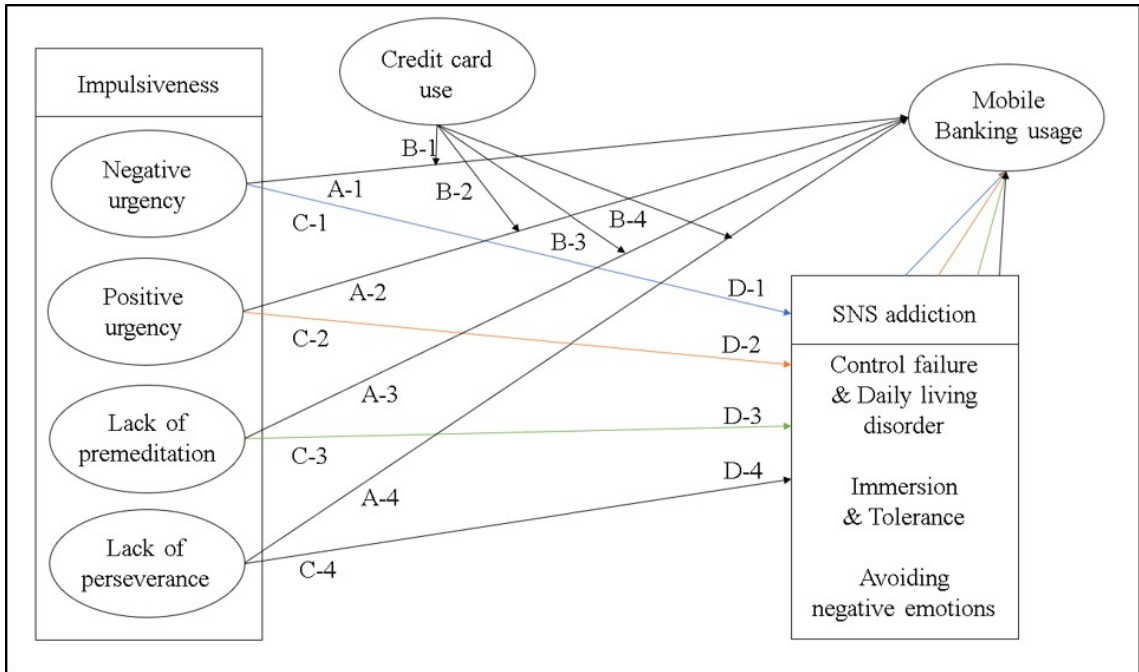 Impulsiveness
Negative
urgency
Positive
urgency
Lack of
premeditation
Lack of
perseverance
Credit card
use
Mobile
Banking usage
B-1
A-1
B-2
C-1
B-3
B-4
D-1
A-2
C-2
D-2
A-3
C-3
D-3
A-4
C-4
D-4
SNS addiction
Control failure
& Daily living
disorder
Immersion
& Tolerance
Avoiding
negative emotions